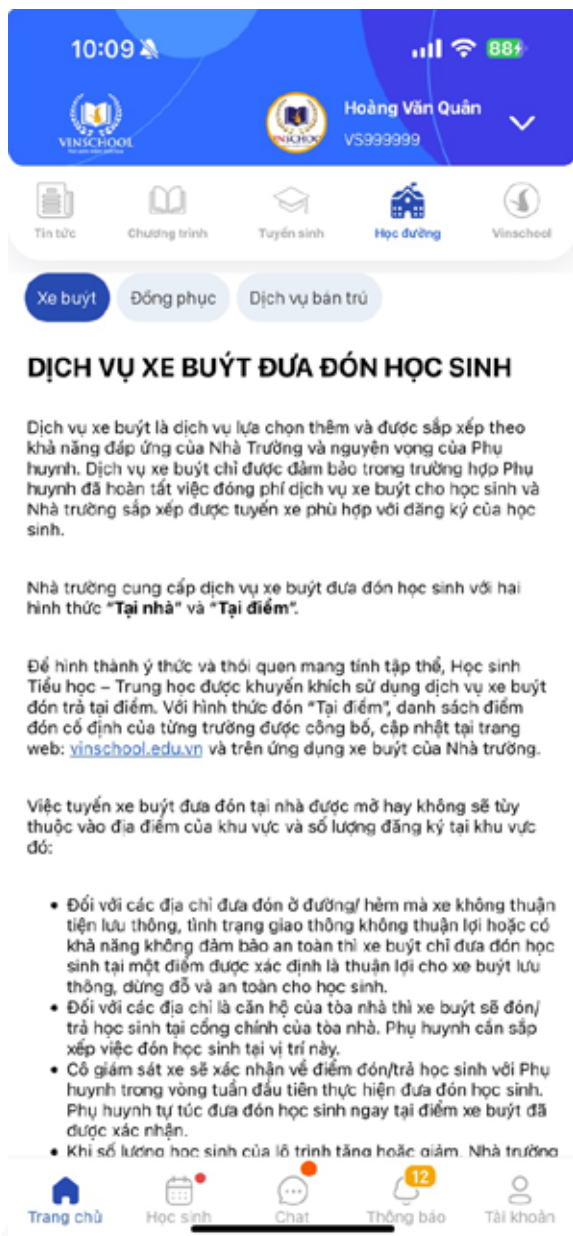 10:09
88
VINSCHOOL
Hoàng Văn Quân
VS999999
Tin tức
Chương trình
Tuyển sinh
Học đường
Vinschool
Xe buýt
Đồng phục
Dịch vụ bán trú
DỊCH VỤ XE BUÝT ĐƯA ĐÓN HỌC SINH
Dịch vụ xe buýt là dịch vụ lựa chọn thêm và được sắp xếp theo
khả năng đáp ứng của Nhà Trường và nguyện vọng của Phụ
huynh. Dịch vụ xe buýt chỉ được đảm bảo trong trường hợp Phụ
huynh đã hoàn tất việc đóng phí dịch vụ xe buýt cho học sinh và
Nhà trường sắp xếp được tuyến xe phù hợp với đăng ký của học
sinh.
Nhà trường cung cấp dịch vụ xe buýt đưa đón học sinh với hai
hình thức "Tại nhà" và "Tại điểm".
Để hình thành ý thức và thói quen mang tính tập thể, Học sinh
Tiểu học – Trung học được khuyến khích sử dụng dịch vụ xe buýt
đón trả tại điểm. Với hình thức đón "Tại điểm", danh sách điểm
đón cố định của từng trường được công bố, cập nhật tại trang
web: vinschool.edu.vn và trên ứng dụng xe buýt của Nhà trường.
Việc tuyến xe buýt đưa đón tại nhà được mở hay không sẽ tùy
thuộc vào địa điểm của khu vực và số lượng đăng ký tại khu vực
đó:
• Đối với các địa chỉ đưa đón ở đường/ hẻm mà xe không thuận
tiện lưu thông, tình trạng giao thông không thuận lợi hoặc có
khả năng không đảm bảo an toàn thì xe buýt chỉ đưa đón học
sinh tại một điểm được xác định là thuận lợi cho xe buýt lưu
thông, dừng đỗ và an toàn cho học sinh.
• Đối với các địa chỉ là căn hộ của tòa nhà thì xe buýt sẽ đón/
trả học sinh tại cổng chính của tòa nhà. Phụ huynh cần sắp
xếp việc đón học sinh tại vị trí này.
• Cô giám sát xe sẽ xác nhận về điểm đón/trả học sinh với Phụ
huynh trong vòng tuần đầu tiên thực hiện đưa đón học sinh.
Phụ huynh tự túc đưa đón học sinh ngay tại điểm xe buýt đã
được xác nhận.
• Khi số lượng học sinh của lộ trình tăng hoặc giảm, Nhà trường
12
Trang chủ
Học sinh
Chat
Thông báo
Tài khoản